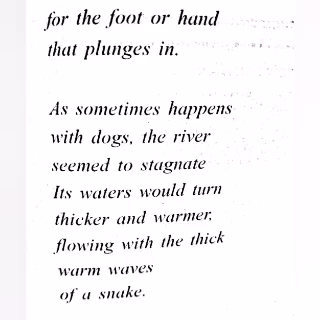 for the foot or hand
that plunges in.
As sometimes happens
with dogs, the river
seemed to stagnate
Its waters would turn
thicker and warmer,
flowing with the thick
warm waves
of a snake.